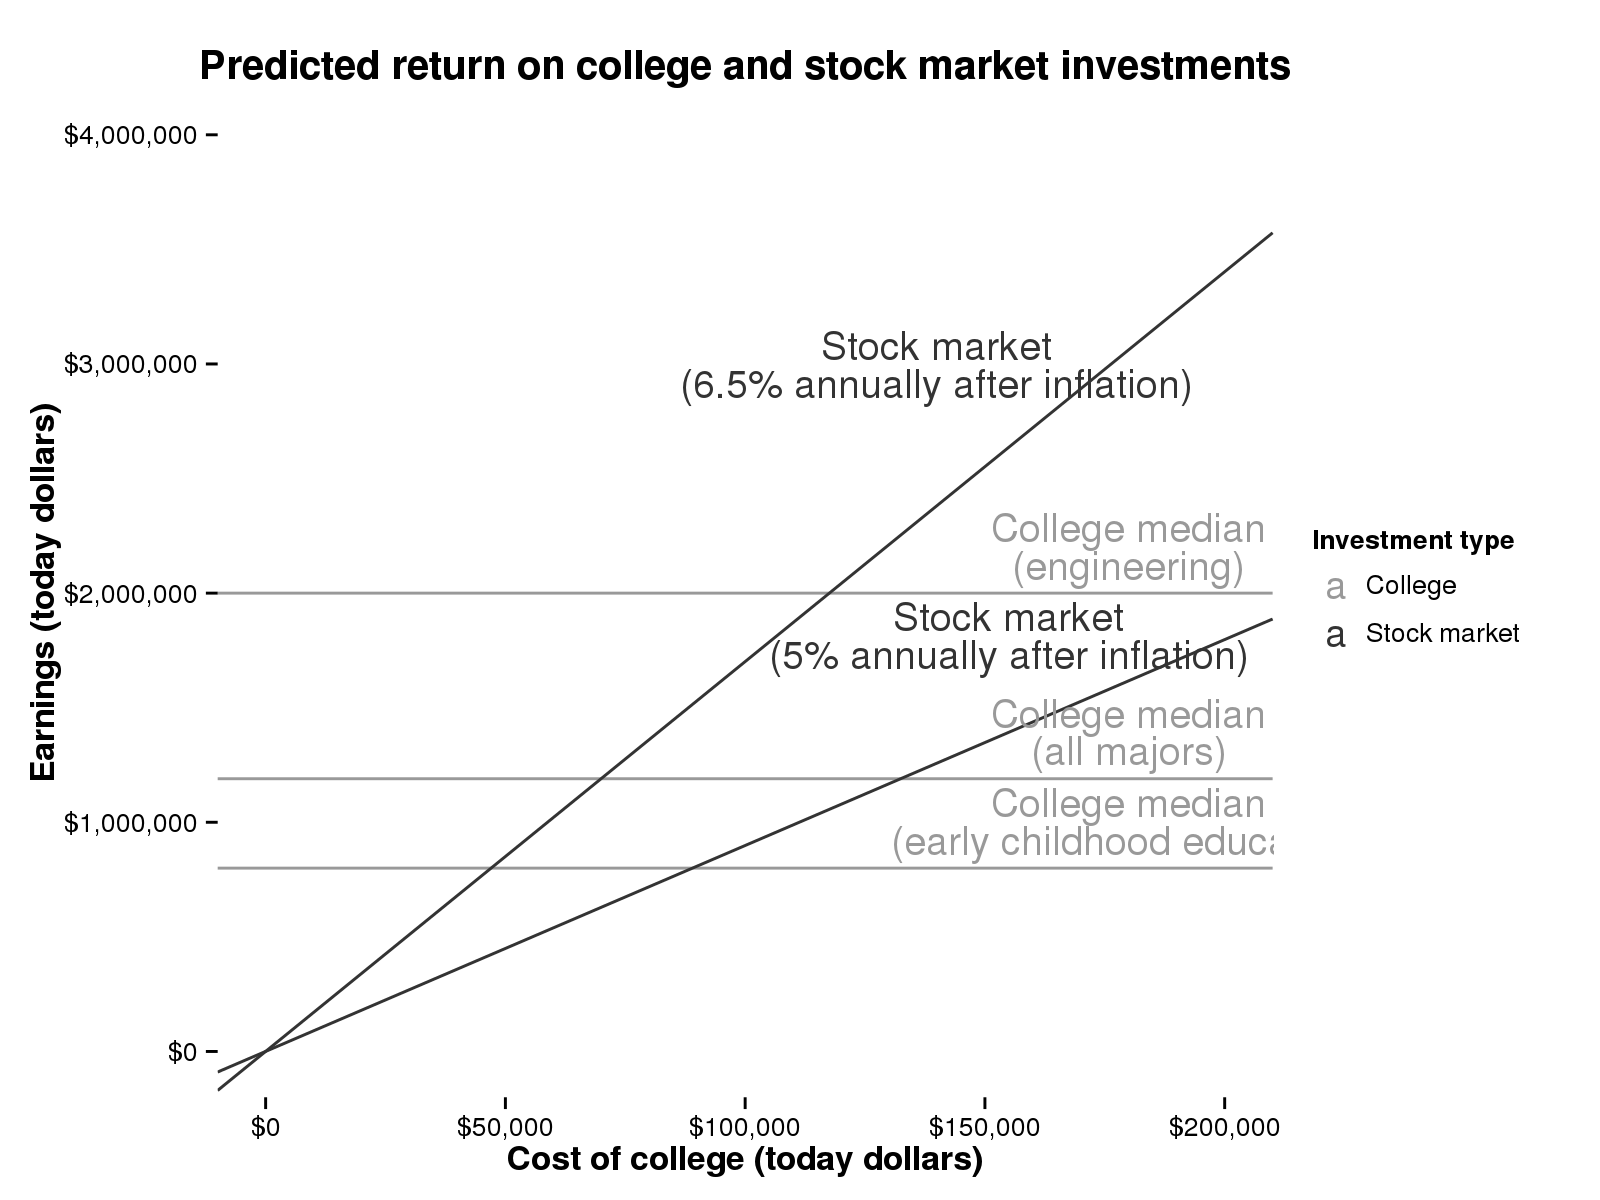 Predicted return on college and stock market investments
$4,000,000
$3,000,000
$2,000,000
$1,000,000
$0
Earnings (today dollars)
Stock market
(6.5% annually after inflation)
College median
(engineering)
Stock market
(5% annually after inflation)
College median
(all majors)
College median
(early childhood
Investment type
a College
a Stock market
$0
$50,000
$100,000
$150,000
$200,000
Cost of college (today dollars)